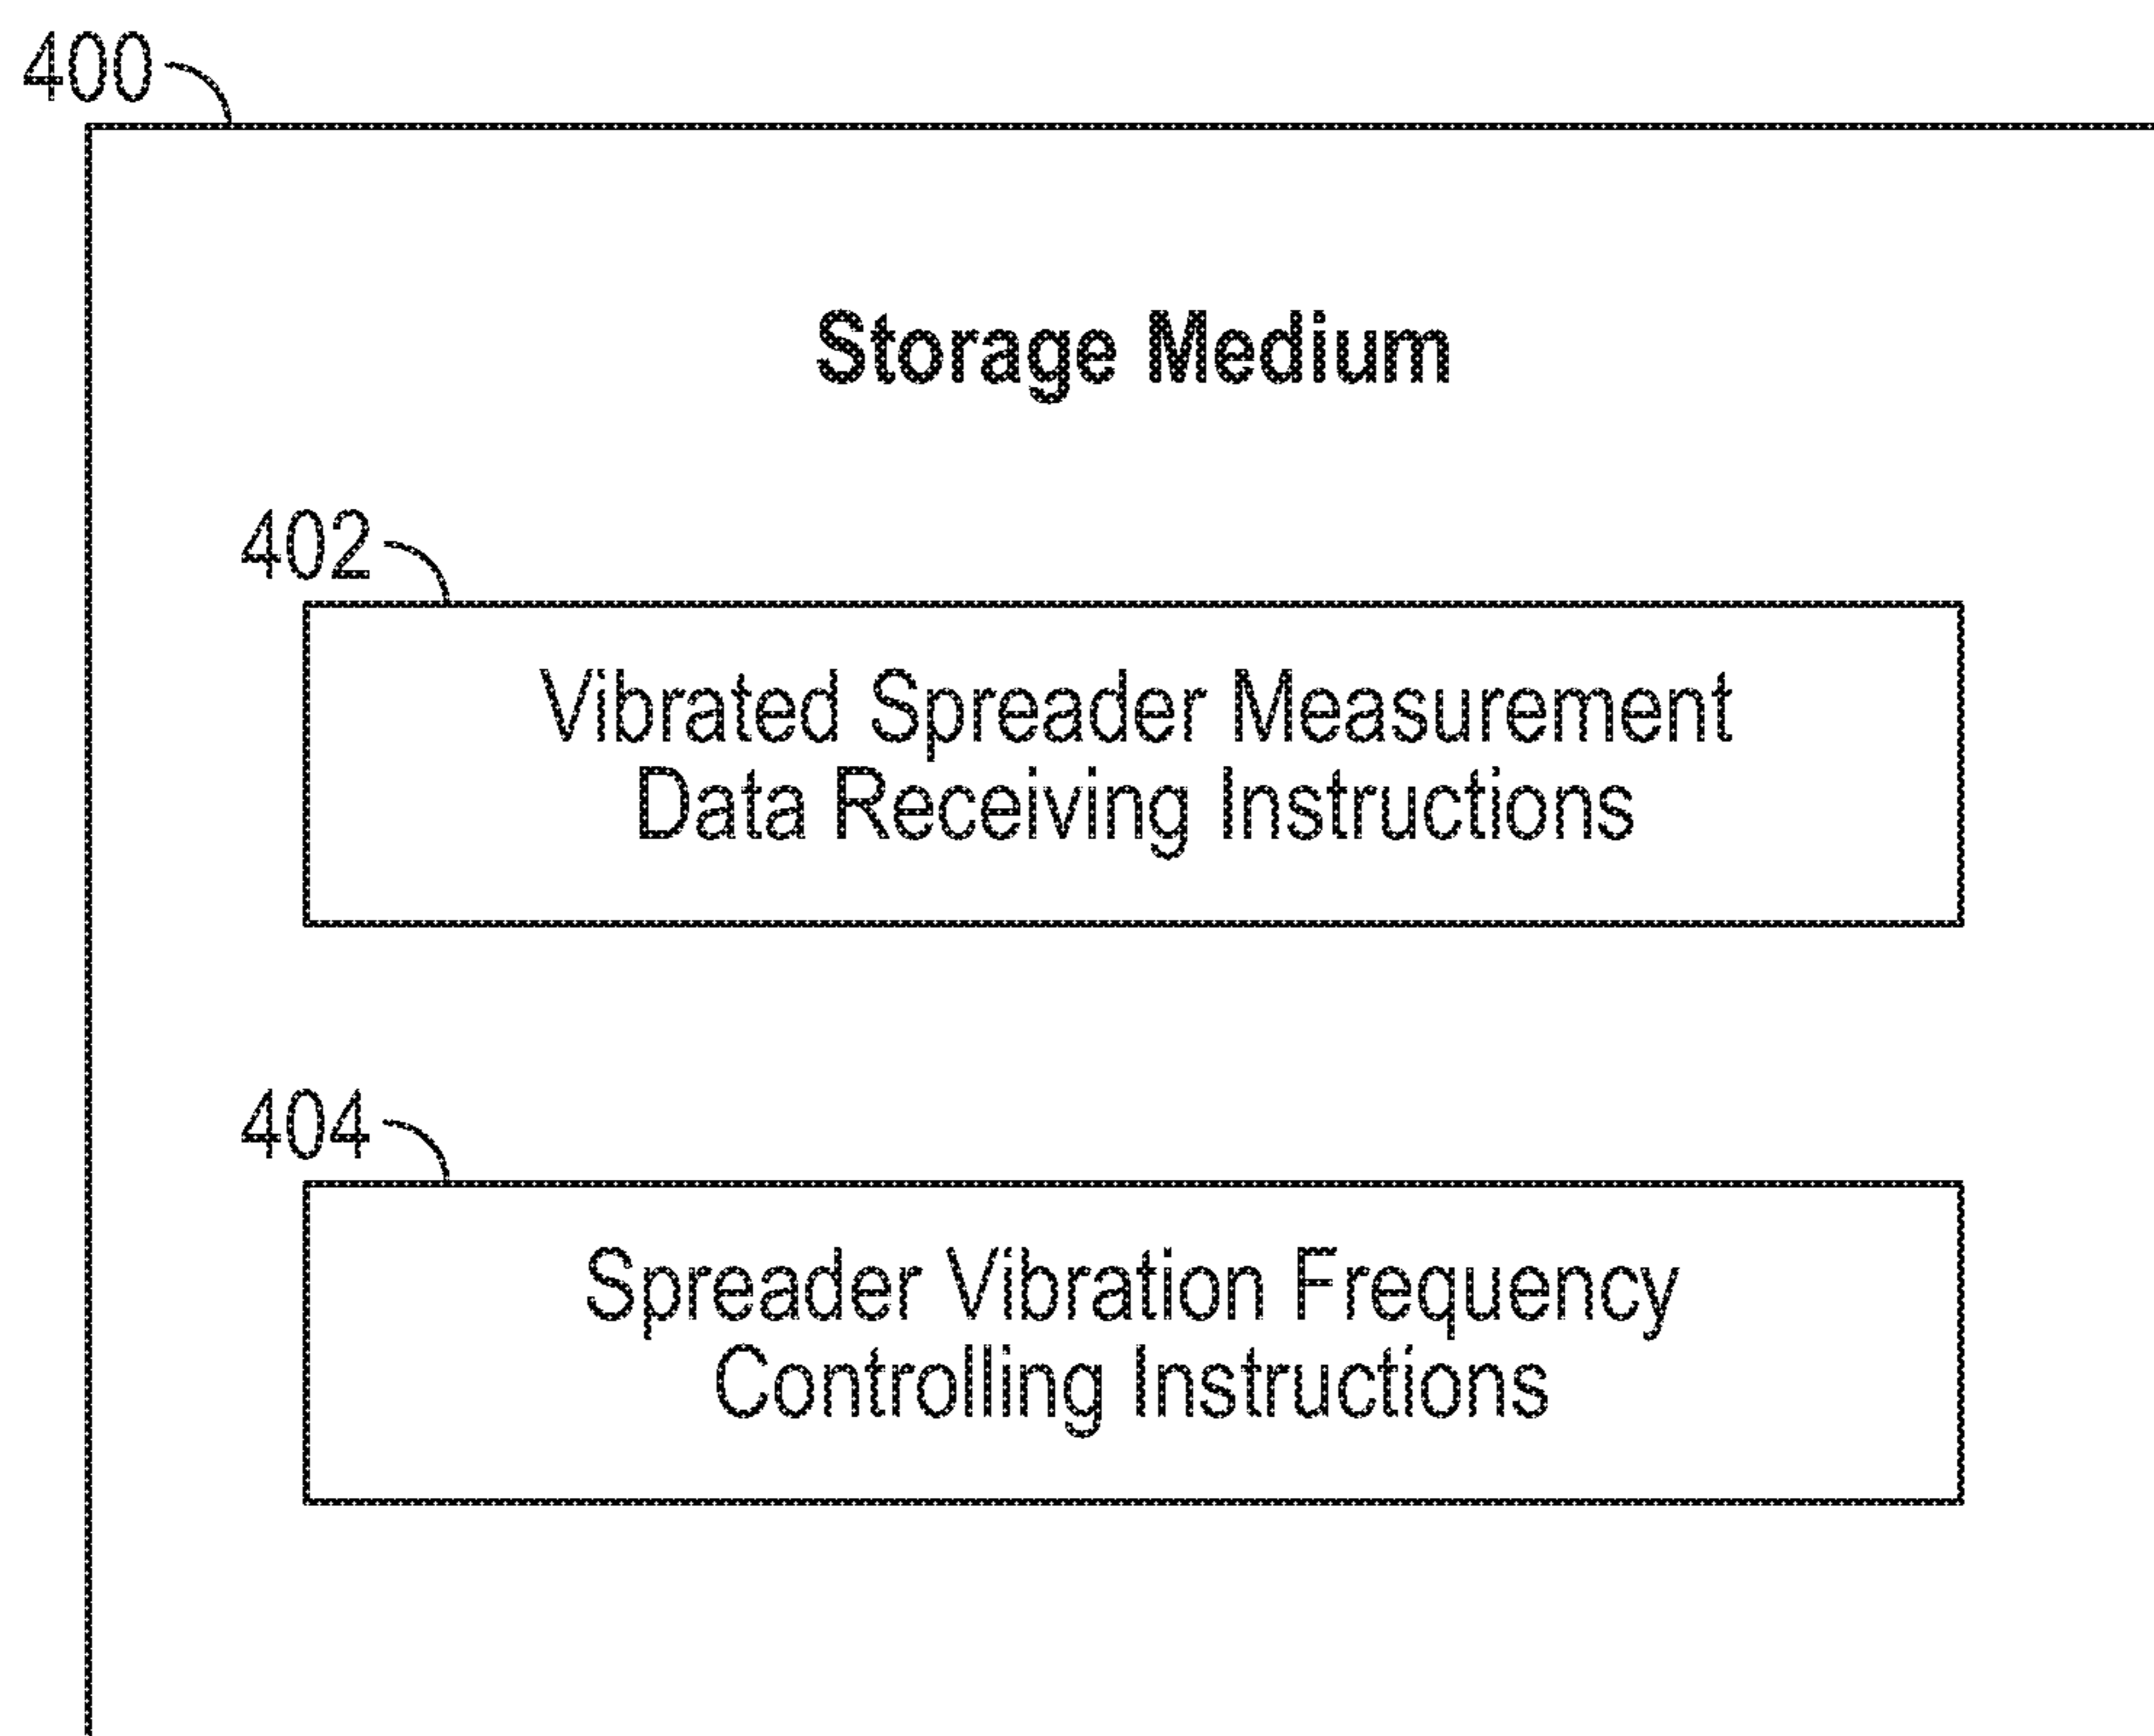 400
Storage Medium
402
Vibrated Spreader Measurement
Data Receiving Instructions
404
Spreader Vibration Frequency
Controlling Instructions